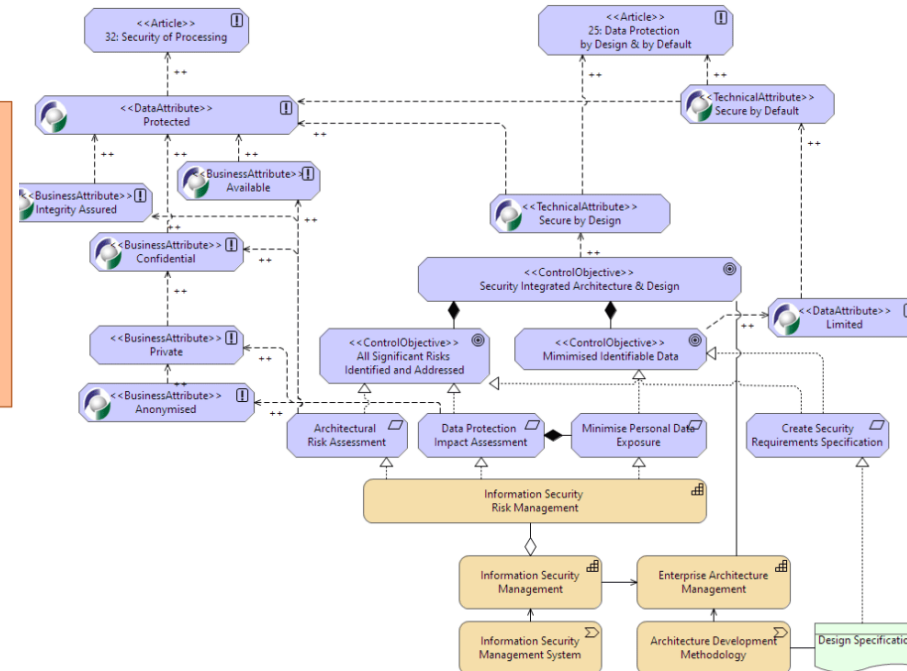 <<Article>>
32: Security of Processing
<<Article>>
25: Data Protection
by Design & by Default
++
++
++
<<DataAttribute>>
Protected
<<TechnicalAttribute>>
Secure by Default
++
++
++
++
++
<<BusinessAttribute>>
Available
<<BusinessAttribute>>
Integrity Assured
<<TechnicalAttribute>>
Secure by Design
++
++
++
<<BusinessAttribute>>
Confidential
++
<<ControlObjective>>
Security Integrated Architecture & Design
++
<<DataAttribute>>
Limited
++
<<BusinessAttribute>>
Private
<<ControlObjective>>
All Significant Risks
Identified and Addressed
<<ControlObjective>>
Mimimised Identifiable Data
++
++
<<BusinessAttribute>>
Anonymised
++
Architectural
Risk Assessment
Data Protection
Impact Assessment
Minimise Personal Data
Exposure
Create Security
Requirements Specification
Information Security
Risk Management
Information Security
Management
Enterprise Architecture
Management
Information Security
Management System
Architecture Development
Methodology
Design Specificatio